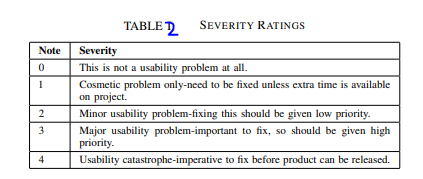 TABLE 2 SEVERITY RATINGS
Note Severity
0 This is not a usability problem at all.
1 Cosmetic problem only-need to be fixed unless extra time is available
on project.
2 Minor usability problem-fixing this should be given low priority.
3 Major usability problem-important to fix, so should be given high
priority.
4 Usability catastrophe-imperative to fix before product can be released.